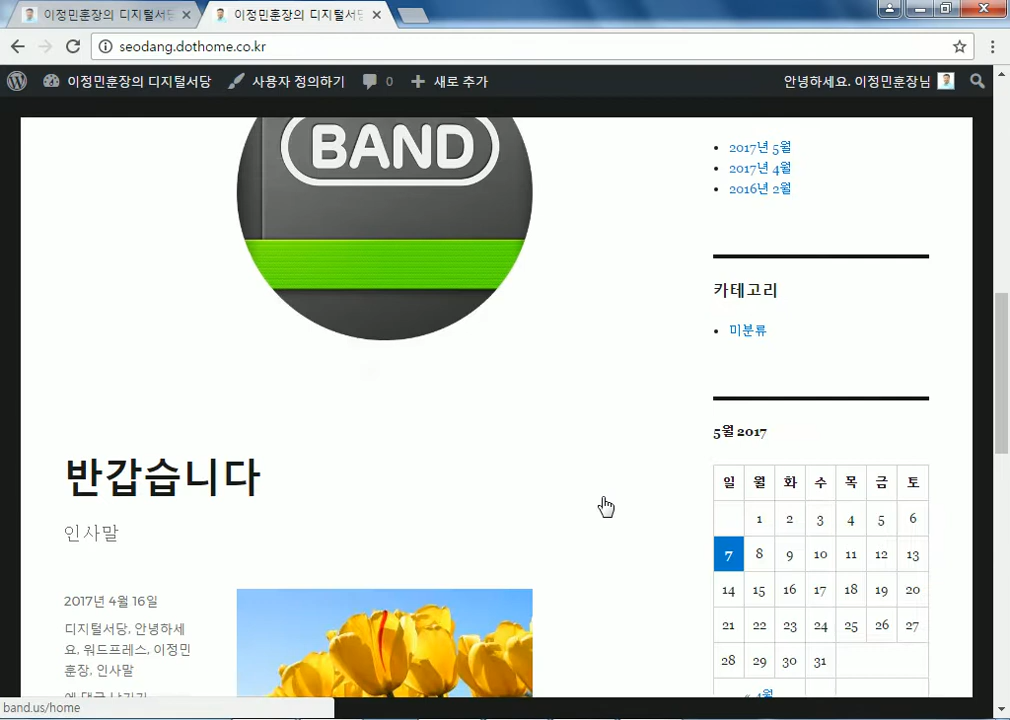 이정민훈장의 디지털서당
이정민훈장의 디지털서당
seodang.dothome.co.kr
이정민훈장의 디지털서당
사용자 정의하기
0
새로 추가
안녕하세요. 이정민훈장님
BAND
2017년 5월
2017년 4월
2016년 2월
카테고리
미분류
반갑습니다
인사말
2017년 4월 16일
디지털서당, 안녕하세
요, 워드프레스, 이정민
훈장, 인사말
에 댓글 남기기
5월 2017
일 월 화 수 목 금 토
1 2 3 4 5 6
7 8 9 10 11 12 13
14 15 16 17 18 19 20
21 22 23 24 25 26 27
28 29 30 31
« 4월
band.us/home